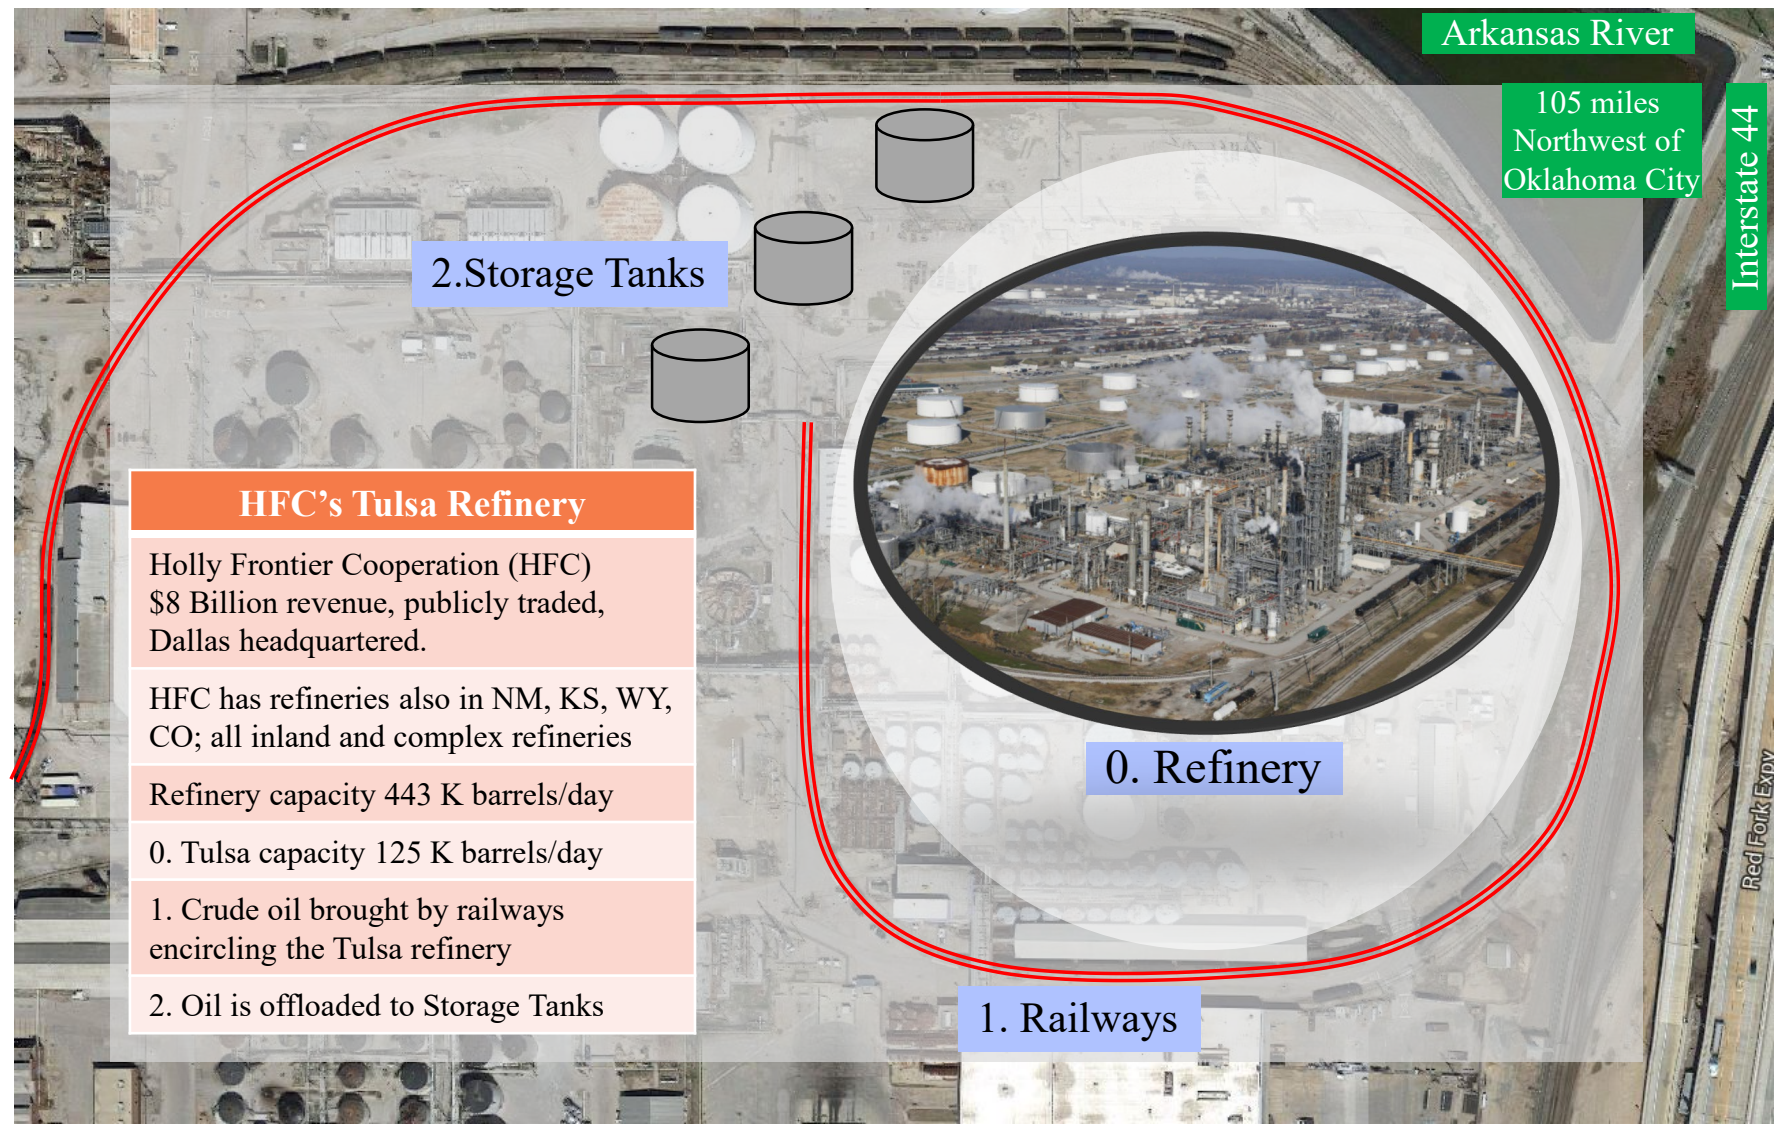 Arkansas River
105 miles
Northwest of
Oklahoma City
Interstate 44
2.Storage Tanks
HFC’s Tulsa Refinery
Holly Frontier Cooperation (HFC)
$8 Billion revenue, publicly traded,
Dallas headquartered.
HFC has refineries also in NM, KS, WY,
CO; all inland and complex refineries
Refinery capacity 443 K barrels/day
0. Tulsa capacity 125 K barrels/day
1. Crude oil brought by railways
encircling the Tulsa refinery
2. Oil is offloaded to Storage Tanks
0. Refinery
1. Railways
Red Fork Expy